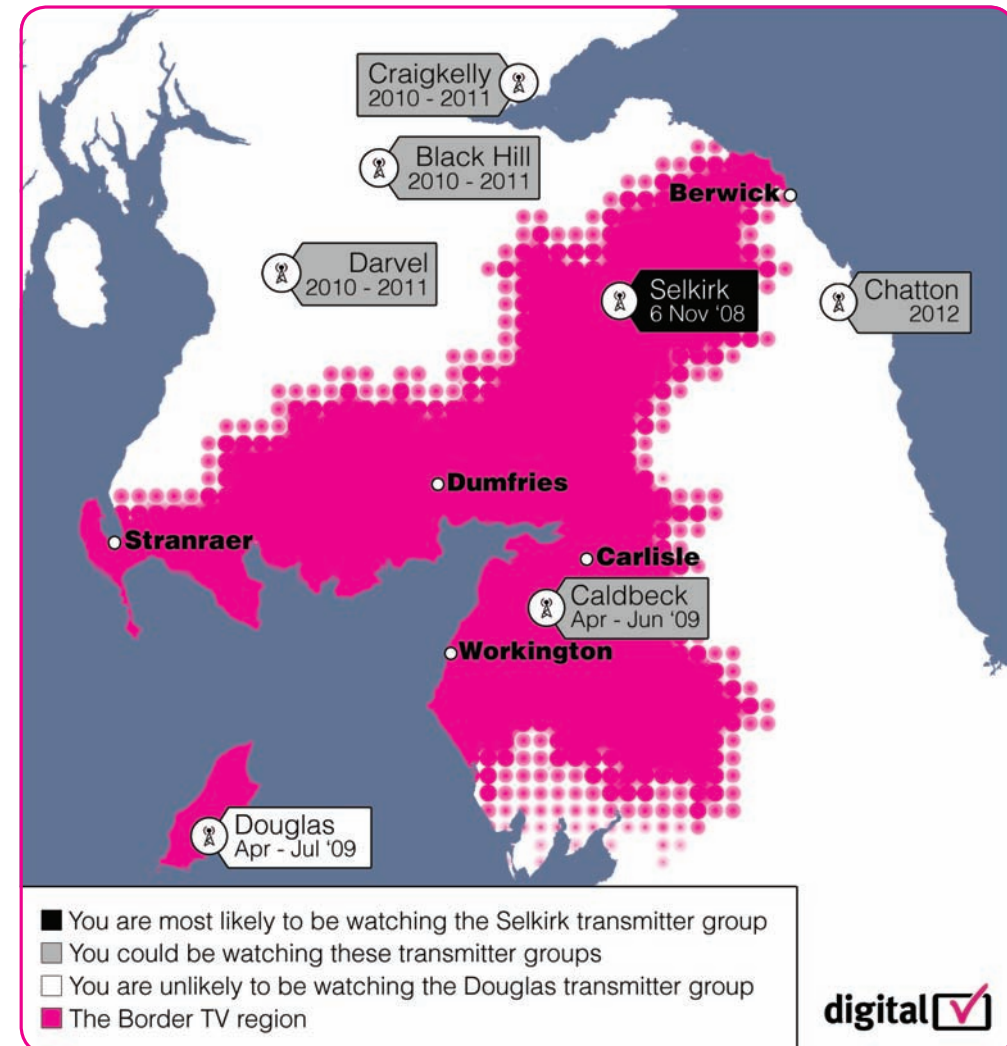 Craigkelly
2010 - 2011
Black Hill
2010 - 2011
Berwick
Darvel
2010 - 2011
Selkirk
6 Nov ‘08
Chatton
2012
Dumfries
Stranraer
Carlisle
Caldbeck
Apr - Jun ‘09
Workington
Douglas
Apr - Jul ‘09
You are most likely to be watching the Selkirk transmitter group
You could be watching these transmitter groups
You are unlikely to be watching the Douglas transmitter group
The Border TV region
digital